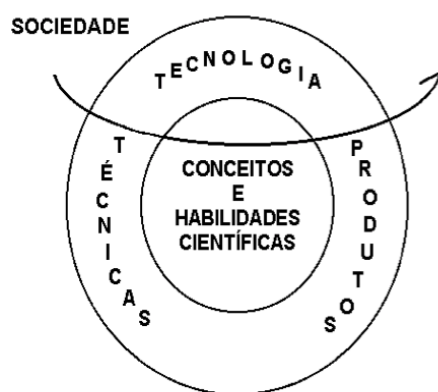 SOCIEDADE
TECNOLOGIA
TÉCNICAS
CONCEITOS
E
HABILIDADES
CIENTÍFICAS
PRODUTOS